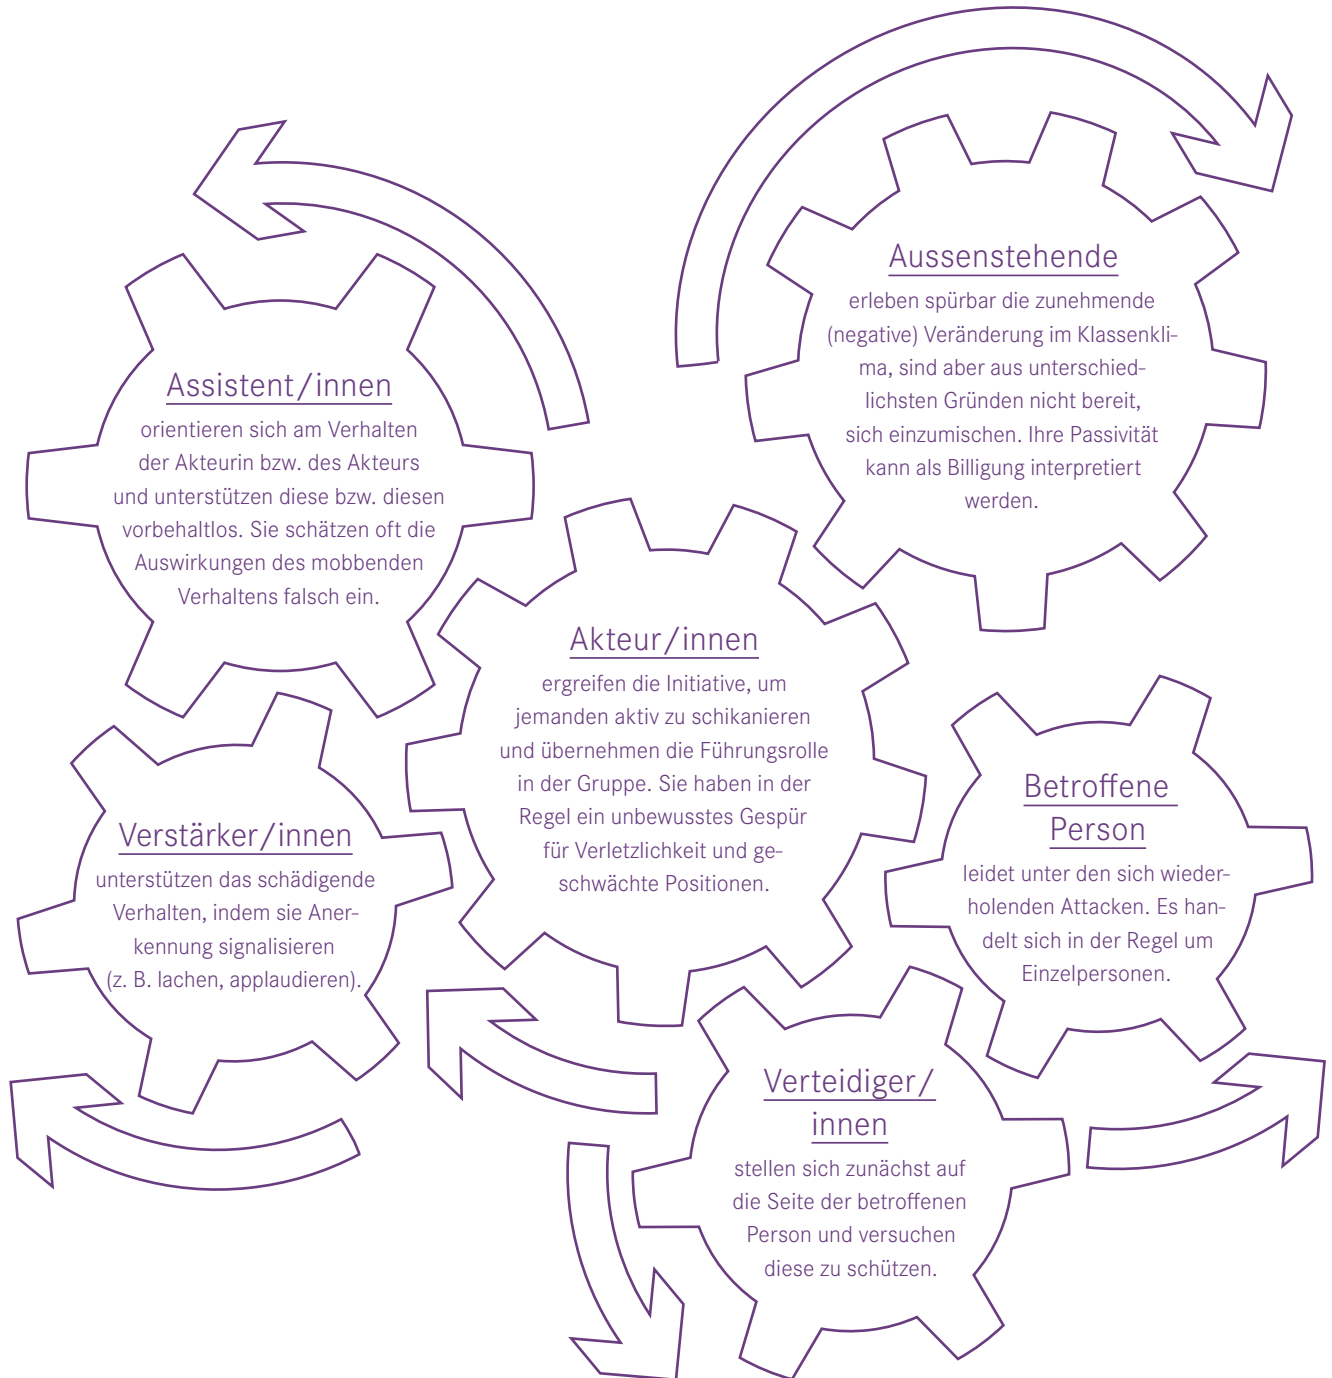 Aussenstehende
erleben spürbar die zunehmende
(negative) Veränderung im Klassenkli-
ma, sind aber aus unterschied-
lichsten Gründen nicht bereit,
sich einzumischen. Ihre Passivität
kann als Billigung interpretiert
werden.
Assistent/innen
orientieren sich am Verhalten
der Akteurin bzw. des Akteurs
und unterstützen diese bzw. diesen
vorbehaltlos. Sie schätzen oft die
Auswirkungen des mobbenden
Verhaltens falsch ein.
Akteur/innen
ergreifen die Initiative, um
jemanden aktiv zu schikanieren
und übernehmen die Führungsrolle
in der Gruppe. Sie haben in der
Regel ein unbewusstes Gespür
für Verletzlichkeit und ge-
schwächte Positionen.
Betroffene
Person
leidet unter den sich wieder-
holenden Attacken. Es han-
delt sich in der Regel um
Einzelpersonen.
Verstärker/innen
unterstützen das schädigende
Verhalten, indem sie Aner-
kennung signalisieren
(z. B. lachen, applaudieren).
Verteidiger/
innen
stellen sich zunächst auf
die Seite der betroffenen
Person und versuchen
diese zu schützen.